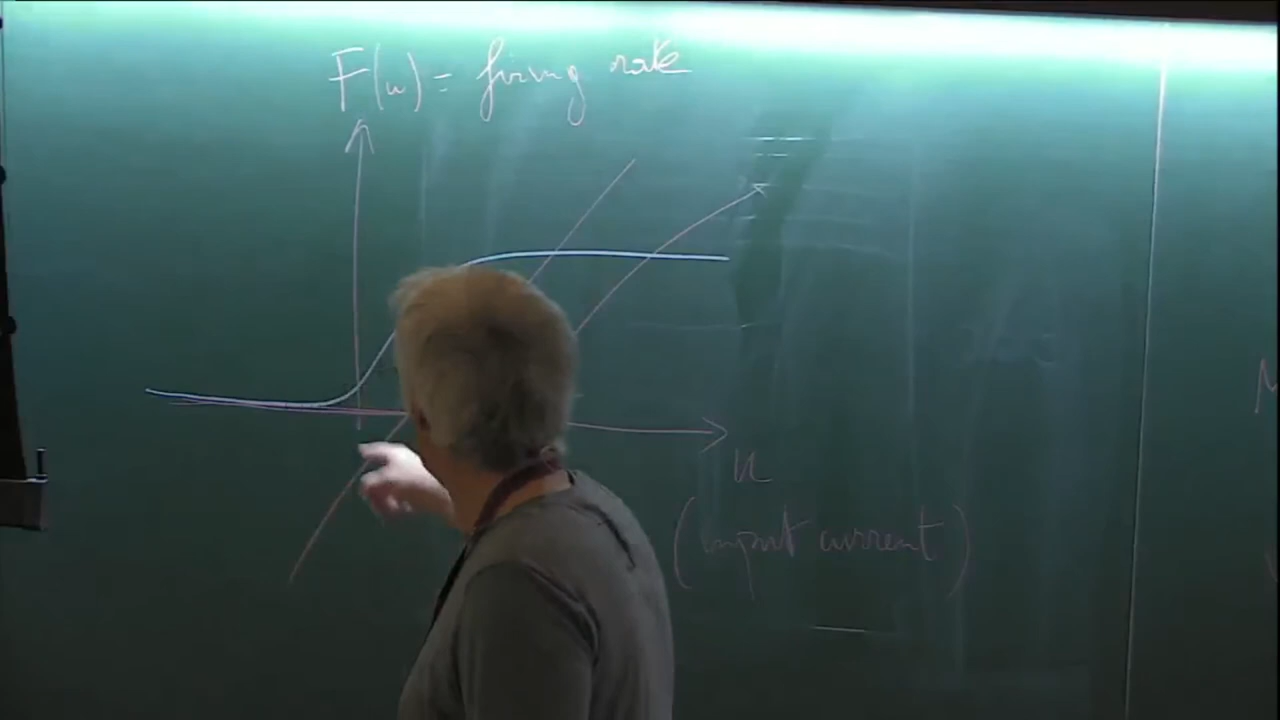 F(u) = firing rate
u
(input current)